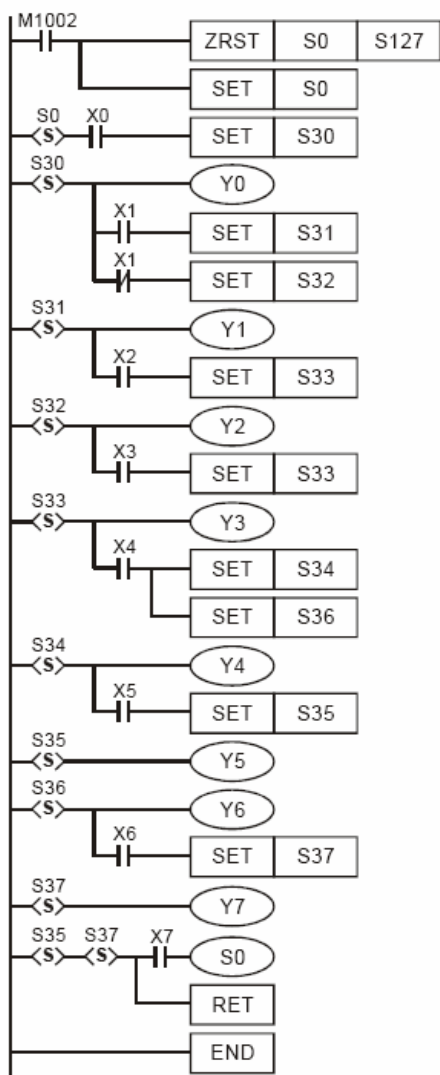 M1002
ZRST S0 S127
SET S0
S0 X0
S SET S30
S30
S Y0
X1
SET S31
X1
SET S32
S31
S Y1
X2
SET S33
S32
S Y2
X3
SET S33
S33
S Y3
X4
SET S34
SET S36
S34
S Y4
X5
SET S35
S35
S Y5
S36
S Y6
X6
SET S37
S37
S Y7
S35 S37 X7
S S S0
RET
END